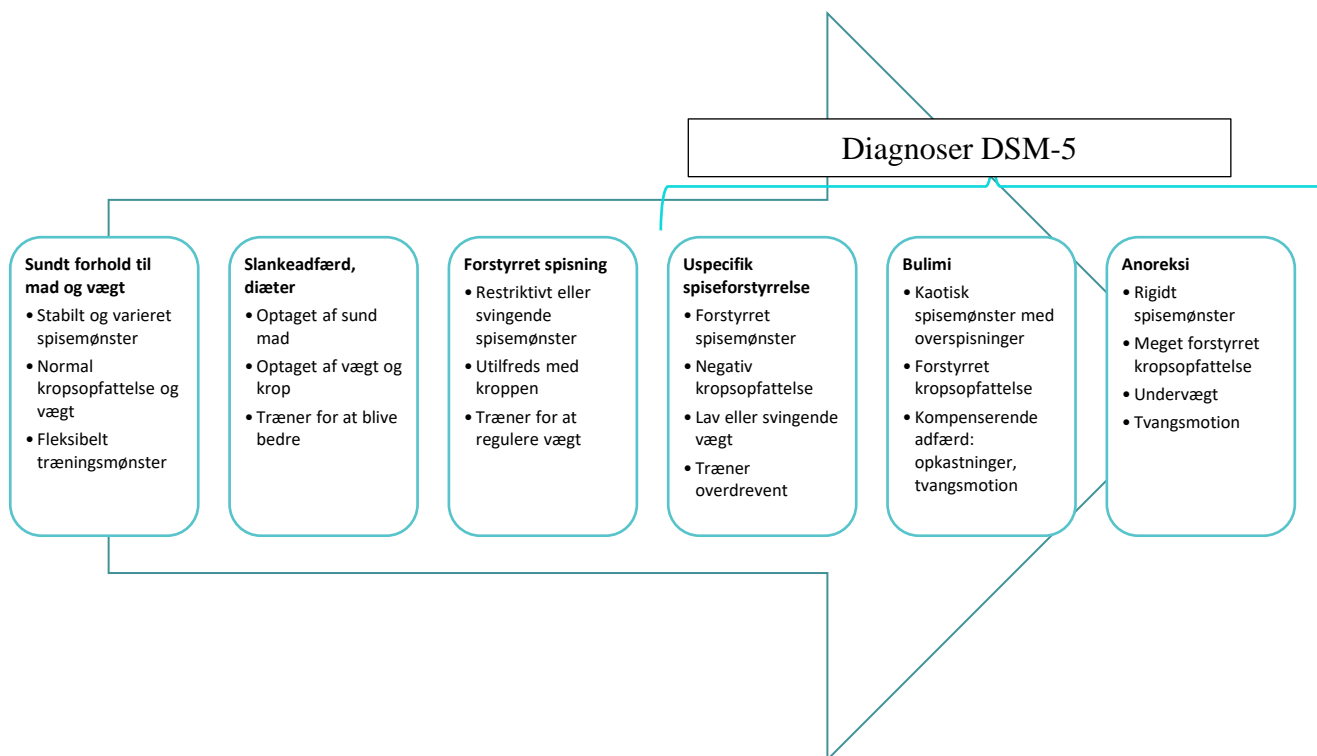 Diagnoser DSM-5
Sundt forhold til
mad og vægt
• Stabilt og varieret
spisemønster
• Normal
kropsopfattelse og
vægt
• Fleksibelt
træningsmønster
Slankeadfærd,
diæter
• Optaget af sund
mad
• Optaget af vægt og
krop
• Træner for at blive
bedre
Forstyrret spisning
• Restriktivt eller
svingende
spisemønster
• Utilfreds med
kroppen
• Træner for at
regulere vægt
Uspecifik
spiseforstyrrelse
• Forstyrret
spisemønster
• Negativ
kropsopfattelse
• Lav eller svingende
vægt
• Træner
overdrevent
Bulimi
• Kaotisk
spisemønster med
overspisninger
• Forstyrret
kropsopfattelse
• Kompenserende
adfærd:
opkastninger,
tvangsmotion
Anoreksi
• Rigidt
spisemønster
• Meget forstyrret
kropsopfattelse
• Undervægt
• Tvangsmotion